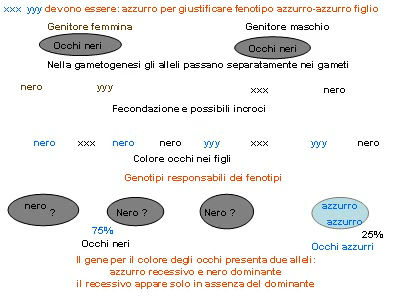 xxx yyy devono essere: azzurro per giustificare fenotipo azzurro-azzurro figlio
Genitore femmina Genitore maschio
Occhi neri Occhi neri
Nella gametogenesi gli alleli passano separatamente nei gameti
nero yyy xxx nero
Fecondazione e possibili incroci
nero xxx nero nero yyy xxx yyy nero
Colore occhi nei figli
Genotipi responsabili dei fenotipi
nero ? Nero ? Nero ? azzurro azzurro
75% 25%
Occhi neri Occhi azzurri
Il gene per il colore degli occhi presenta due alleli:
azzurro recessivo e nero dominante
il recessivo appare solo in assenza del dominante